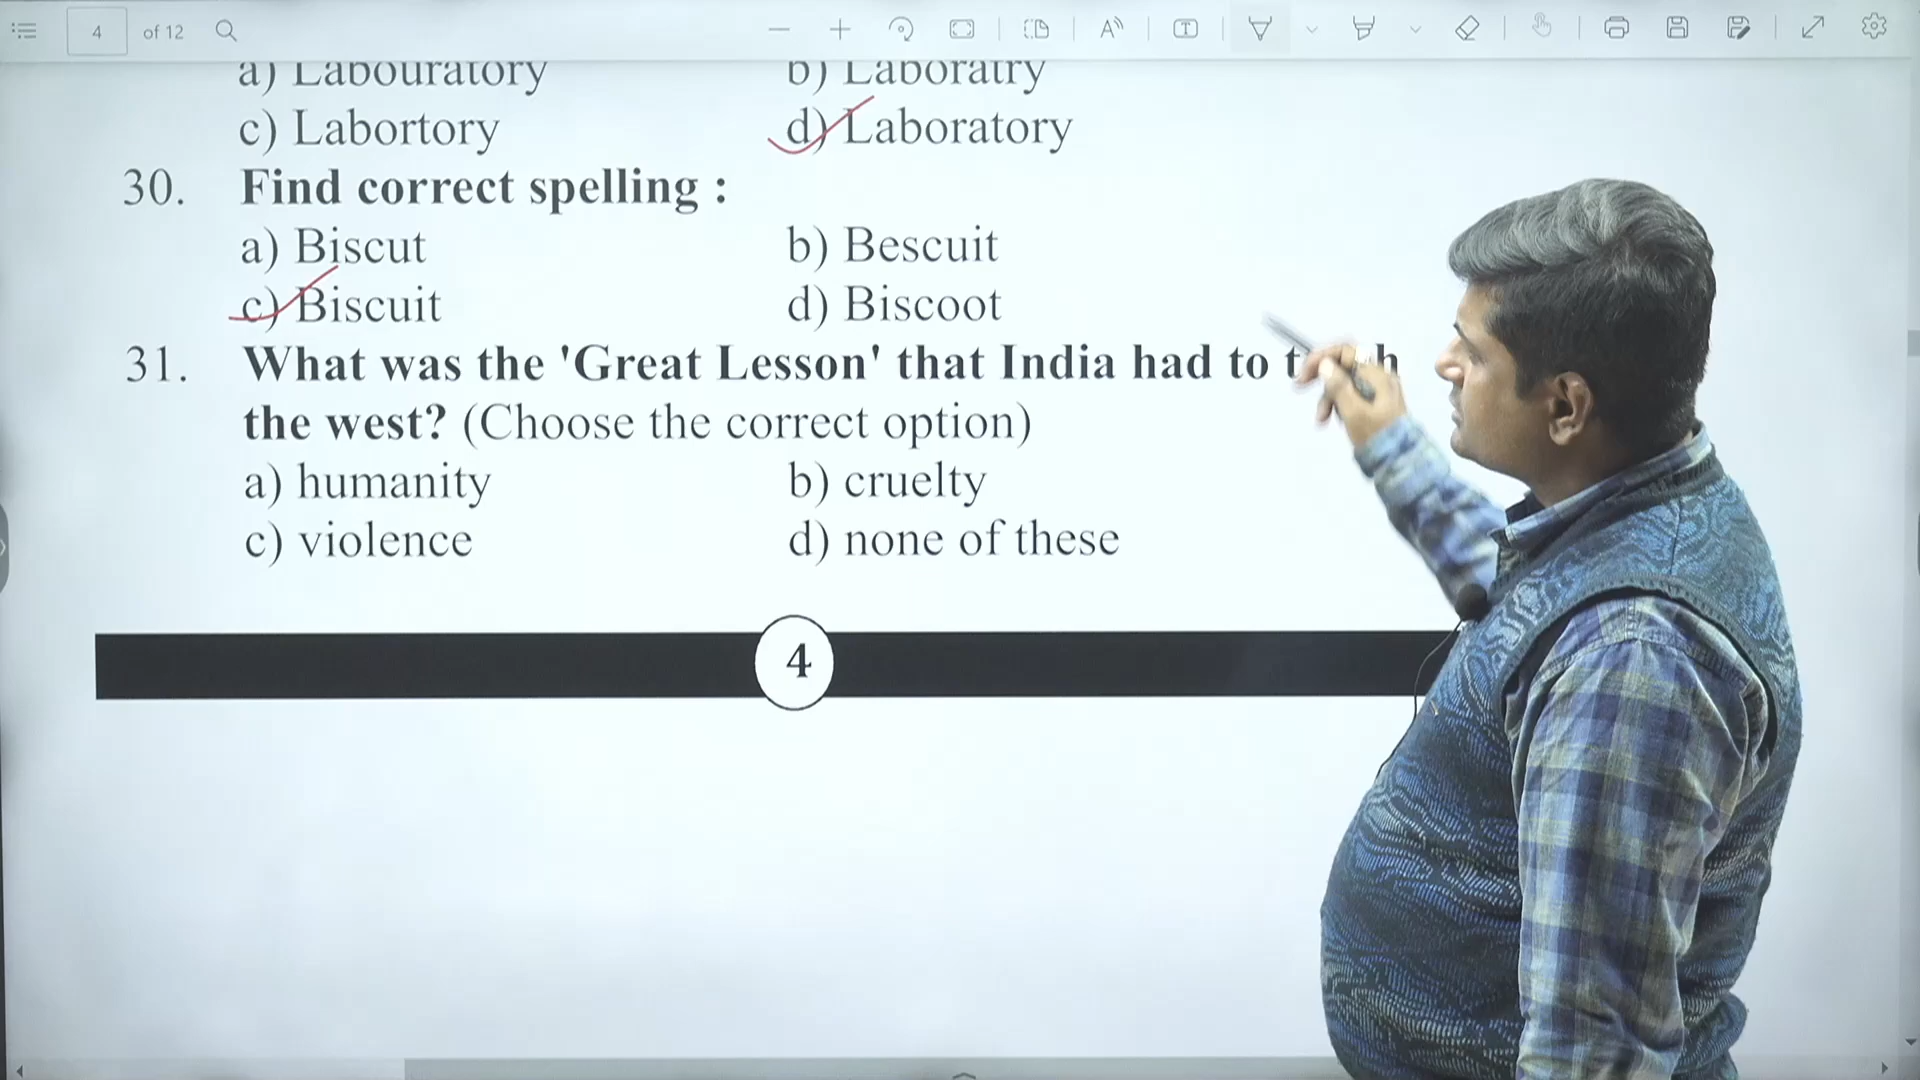 4 of 12
a) Labouratory b) Laboratry
c) Labortory d) Laboratory
30. Find correct spelling :
a) Biscut b) Bescuit
c) Biscuit d) Biscoot
31. What was the 'Great Lesson' that India had to
the west? (Choose the correct option)
a) humanity b) cruelty
c) violence d) none of these
4